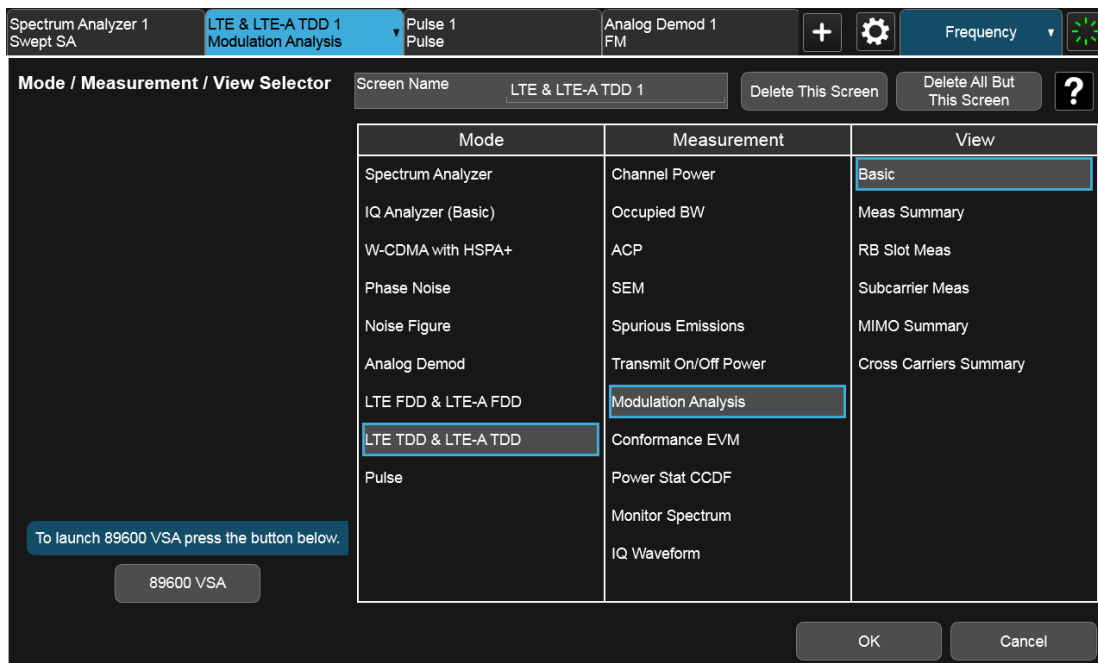 Spectrum Analyzer 1
Swept SA
LTE & LTE-A TDD 1
Modulation Analysis
Pulse 1
Pulse
Analog Demod 1
FM
+
Frequency
Mode / Measurement / View Selector
Screen Name
LTE & LTE-A TDD 1
Delete This Screen
Delete All But
This Screen
?
Mode
Measurement
View
Spectrum Analyzer
Channel Power
Basic
IQ Analyzer (Basic)
Occupied BW
Meas Summary
W-CDMA with HSPA+
ACP
RB Slot Meas
Phase Noise
SEM
Subcarrier Meas
Noise Figure
Spurious Emissions
MIMO Summary
Analog Demod
Transmit On/Off Power
Cross Carriers Summary
LTE FDD & LTE-A FDD
Modulation Analysis
LTE TDD & LTE-A TDD
Conformance EVM
Pulse
Power Stat CCDF
Monitor Spectrum
IQ Waveform
To launch 89600 VSA press the button below.
89600 VSA
OK
Cancel